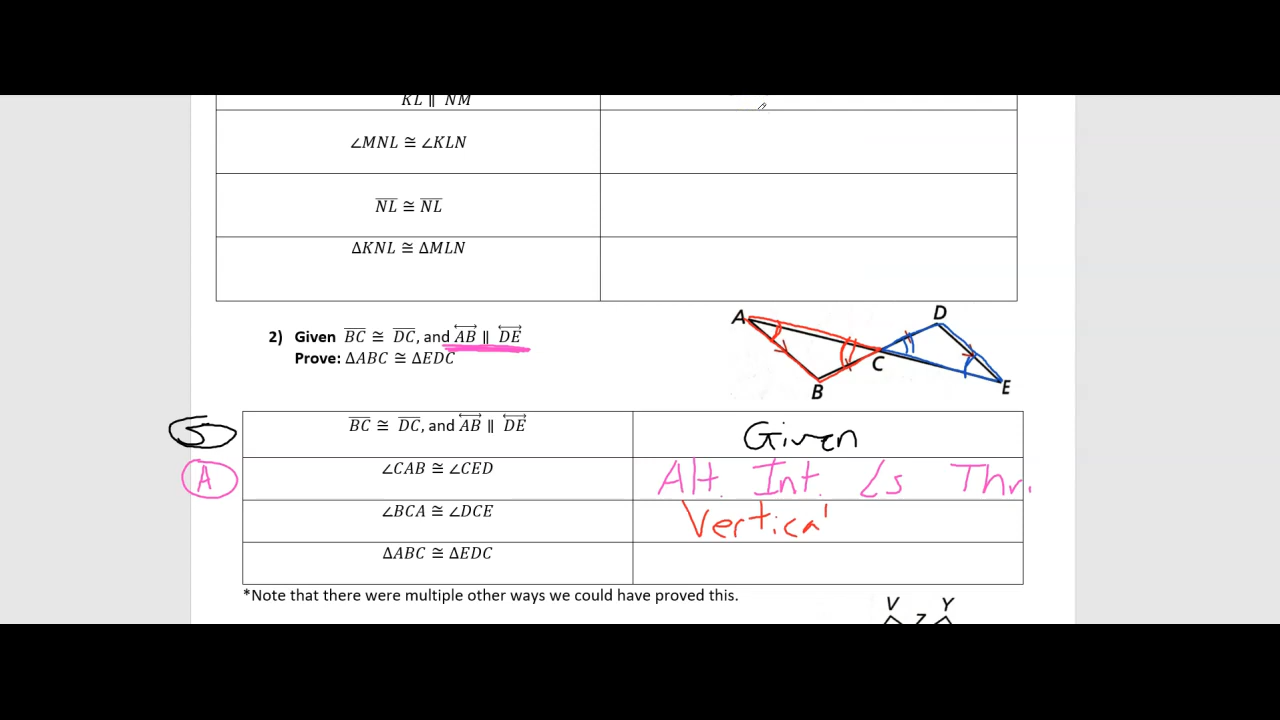 KL ∥ NM
∠MNL ≅ ∠KLN
NL ≅ NL
ΔKNL ≅ ΔMLN
2) Given BC ≅ DC, and AB ∥ DE
Prove: ΔABC ≅ ΔEDC
A
D
C
B
E
S
BC ≅ DC, and AB ∥ DE
Given
A
∠CAB ≅ ∠CED
Alt. Int. ∠s Thr.
∠BCA ≅ ∠DCE
Vertical
ΔABC ≅ ΔEDC
*Note that there were multiple other ways we could have proved this.
V
Y
Z